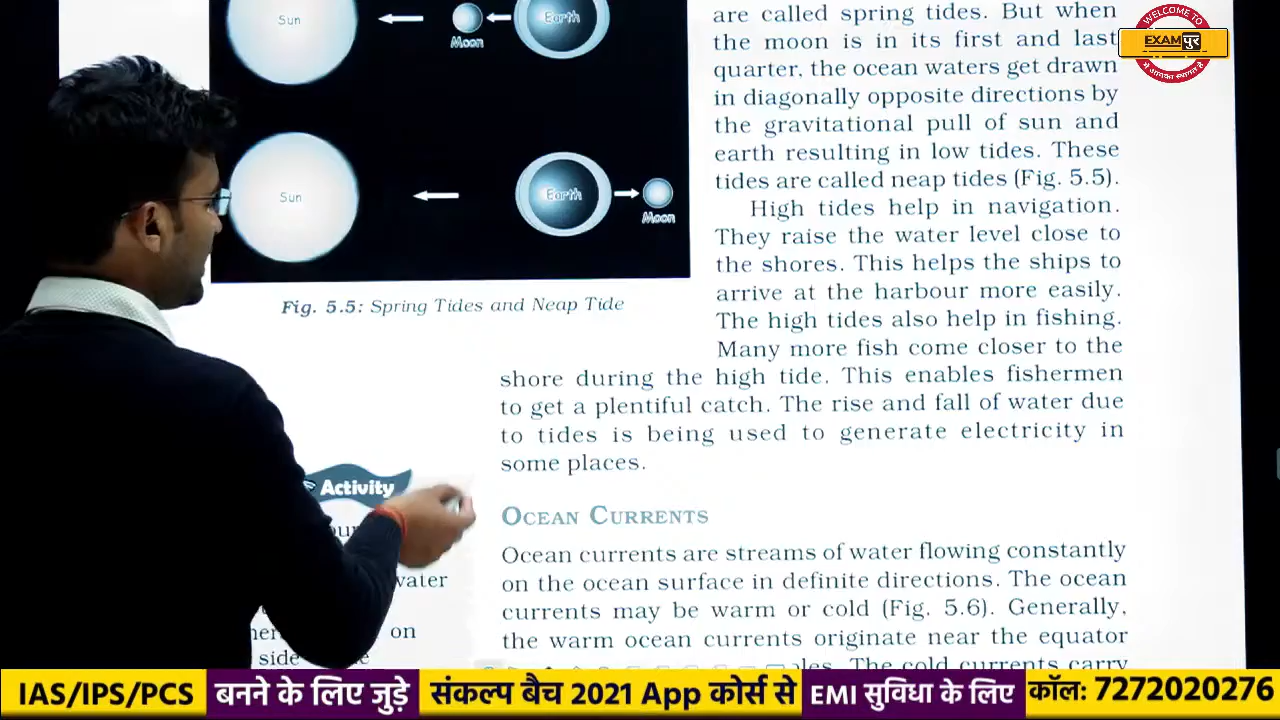 Sun
Moon
Earth
Sun
Earth
Moon
Fig. 5.5: Spring Tides and Neap Tide
are called spring tides. But when
the moon is in its first and last
quarter, the ocean waters get drawn
in diagonally opposite directions by
the gravitational pull of sun and
earth resulting in low tides. These
tides are called neap tides (Fig. 5.5).
High tides help in navigation.
They raise the water level close to
the shores. This helps the ships to
arrive at the harbour more easily.
The high tides also help in fishing.
Many more fish come closer to the
shore during the high tide. This enables fishermen
to get a plentiful catch. The rise and fall of water due
to tides is being used to generate electricity in
some places.
Activity
water
on
side
OCEAN CURRENTS
Ocean currents are streams of water flowing constantly
on the ocean surface in definite directions. The ocean
currents may be warm or cold (Fig. 5.6). Generally,
the warm ocean currents originate near the equator
The cold currents carry
WELCOME TO
EXAM पुर
में आपका स्वागत है
IAS/IPS/PCS बनने के लिए जुड़े संकल्प बैच 2021 App कोर्स से EMI सुविधा के लिए कॉल: 7272020276